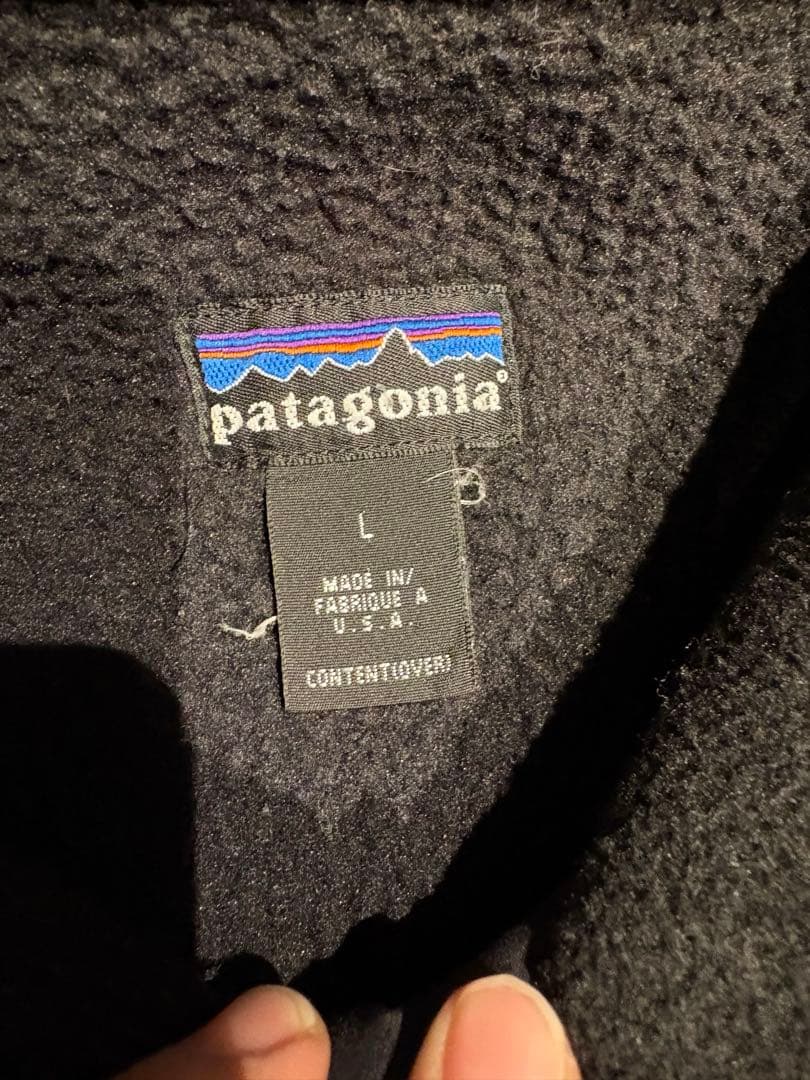 patagonia®
L
MADE IN/
FABRIQUE A
U.S.A.
CONTENT(OVER)